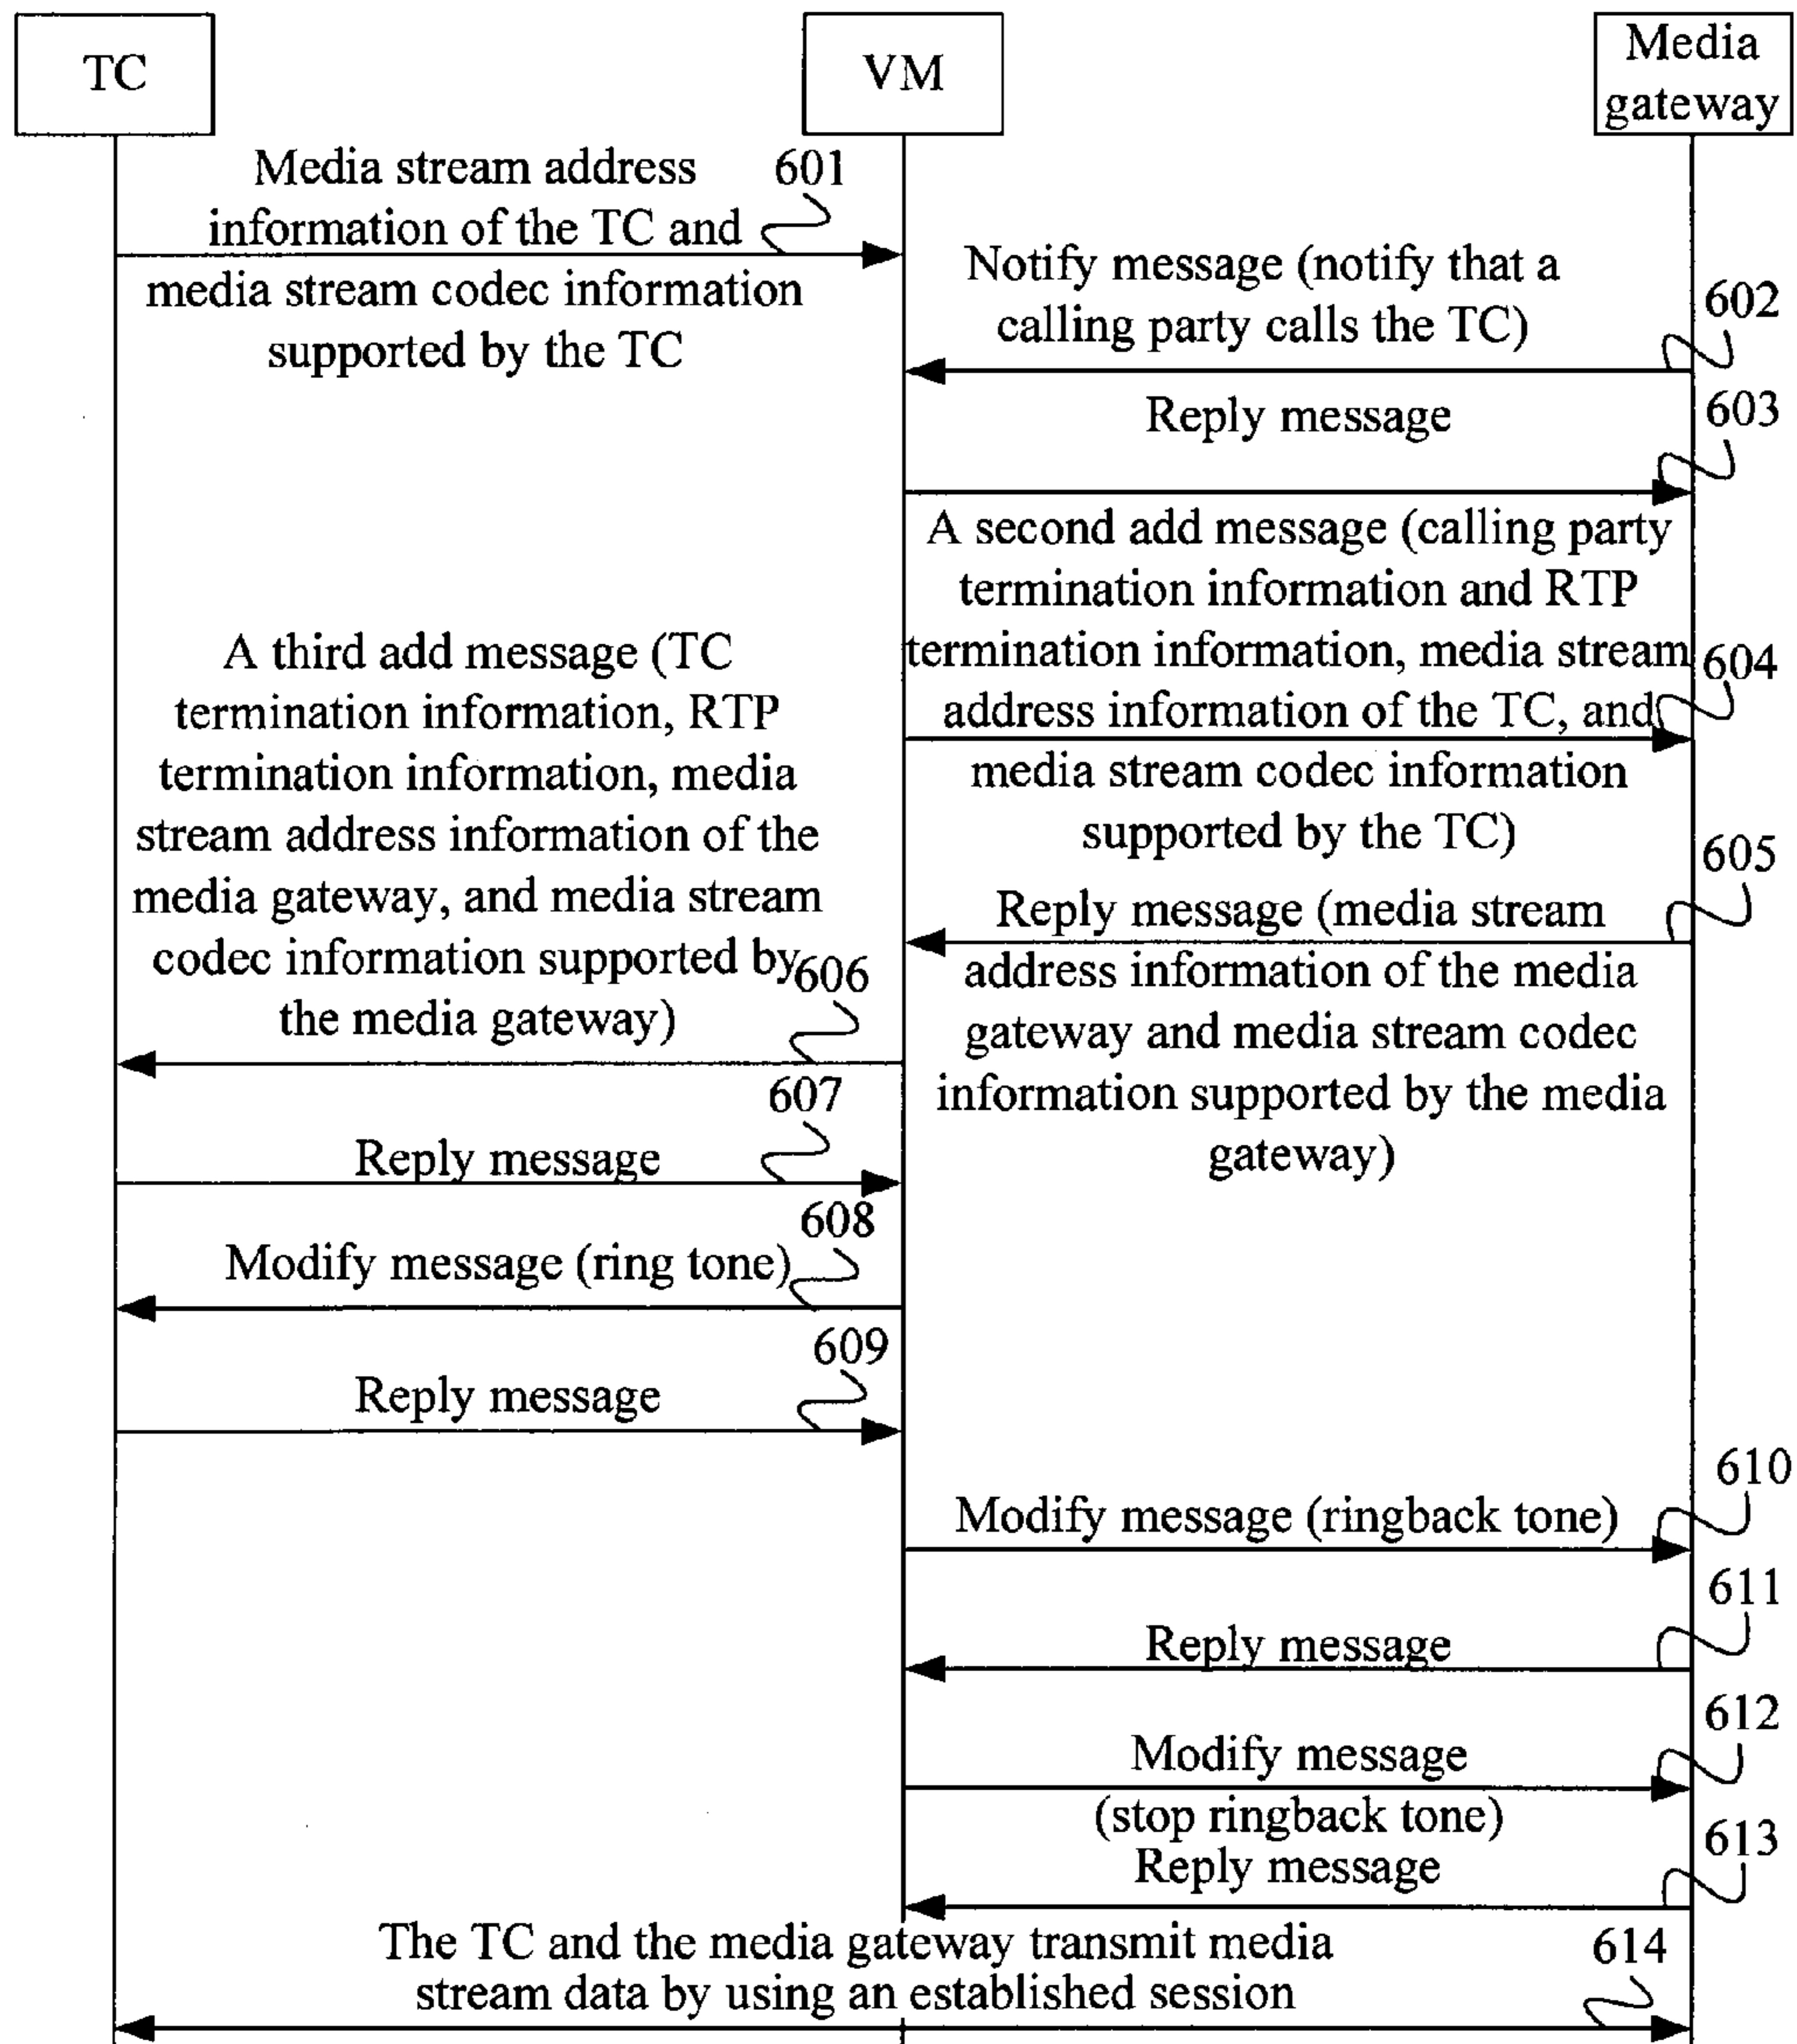 TC
VM
Media
gateway
Media stream address
information of the TC and
media stream codec information
supported by the TC
601
Notify message (notify that a
calling party calls the TC)
602
Reply message
603
A second add message (calling party
termination information and RTP
termination information, media stream
address information of the TC, and
media stream codec information
supported by the TC)
604
Reply message (media stream
address information of the media
gateway and media stream codec
information supported by the media
gateway)
605
A third add message (TC
termination information, RTP
termination information, media
stream address information of the
media gateway, and media stream
codec information supported by
the media gateway)
606
Reply message
607
Modify message (ring tone)
608
Reply message
609
Modify message (ringback tone)
610
Reply message
611
Modify message
(stop ringback tone)
612
Reply message
613
The TC and the media gateway transmit media
stream data by using an established session
614